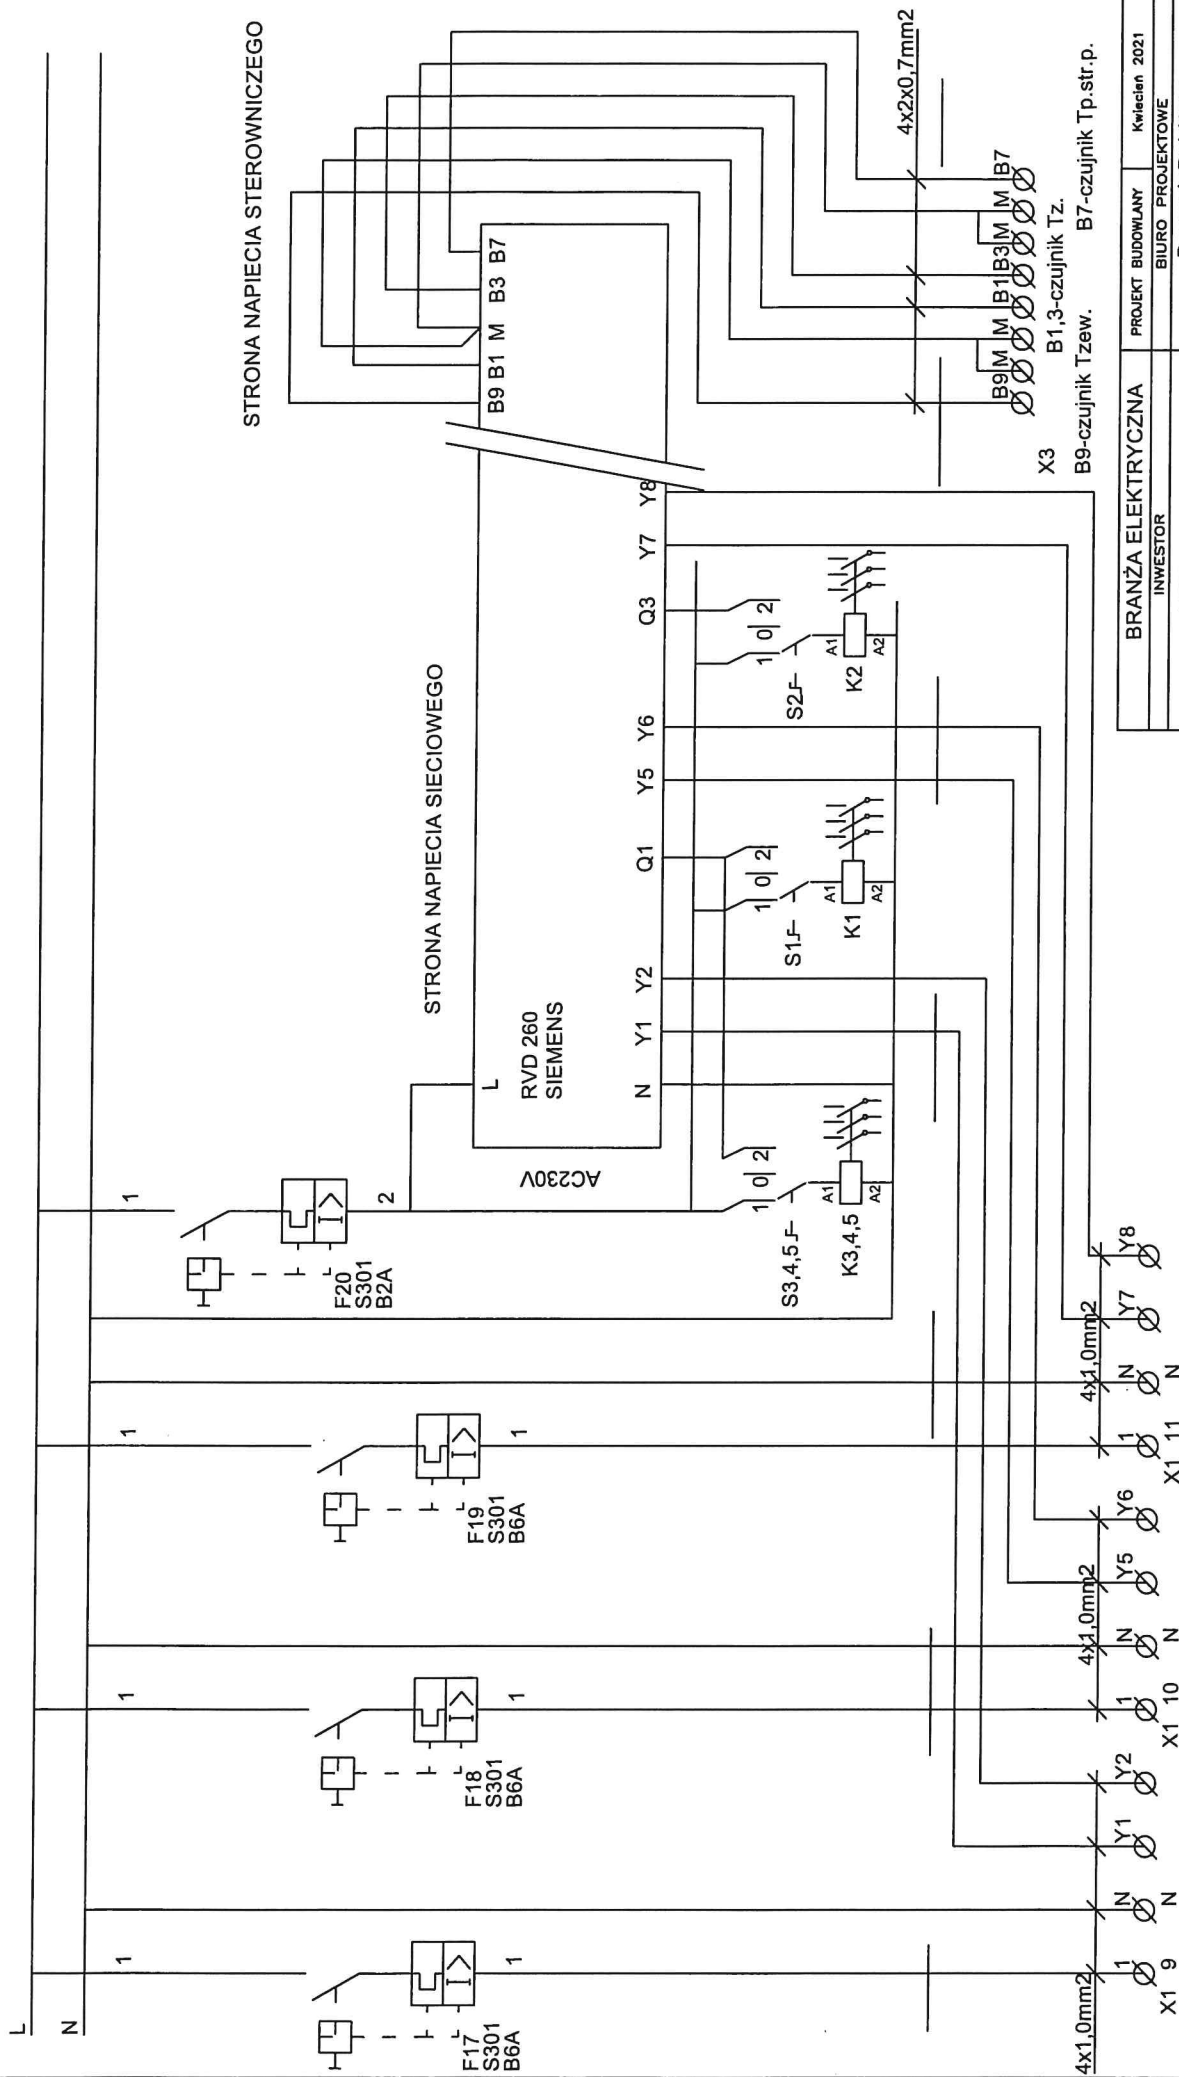 L
N
1
1
F17
S301
B6A
1
1
F18
S301
B6A
1
1
F19
S301
B6A
1
2
F20
S301
B2A
STRONA NAPIECIA SIECIOWEGO
STRONA NAPIECIA STEROWNICZEGO
AC230V
L
RVD 260
SIEMENS
N Y1 Y2 Q1 Y5 Y6 Q3 Y7 Y8
B9 B1 M B3 B7
1 0 2
S3,4,5
A1
K3,4,5
A2
1 0 2
S1
A1
K1
A2
1 0 2
S2
A1
K2
A2
4x2x0,7mm2
B9 M M B1 B3 M M B7
X3
B1,3-czujnik Tz.
B9-czujnik Tzew.
B7-czujnik Tp.str.p.
4x1,0mm2
4x1,0mm2
4x1,0mm2
1 N Y1 Y2 1 N Y5 Y6 1 N Y7 Y8
X1 9 N X1 10 N X1 11 N
BRANŻA ELEKTRYCZNA
PROJEKT BUDOWLANY
Kwiecień 2021
INWESTOR
BIURO PROJEKTOWE